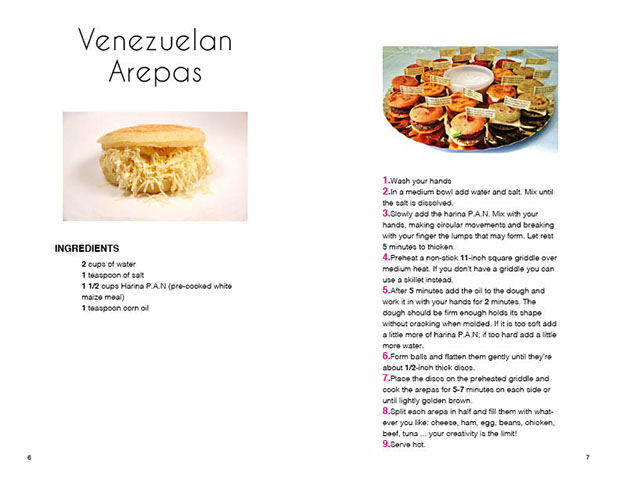 Venezuelan
Arepas
INGREDIENTS
2 cups of water
1 teaspoon of salt
1 1/2 cups Harina P.A.N (pre-cooked white
maize meal)
1 teaspoon corn oil
6
1.Wash your hands
2.In a medium bowl add water and salt. Mix until
the salt is dissolved.
3.Slowly add the harina P.A.N. Mix with your
hands, making circular movements and breaking
with your finger the lumps that may form. Let rest
5 minutes to thicken.
4.Preheat a non-stick 11-inch square griddle over
medium heat. If you don't have a griddle you can
use a skillet instead.
5.After 5 minutes add the oil to the dough and
work it in with your hands for 2 minutes. The
dough should be firm enough holds its shape
without cracking when molded. If it is too soft add
a little more of harina P.A.N; if too hard add a little
more water.
6.Form balls and flatten them gently until they're
about 1/2-inch thick discs.
7.Place the discs on the preheated griddle and
cook the arepas for 5-7 minutes on each side or
until lightly golden brown.
8.Split each arepa in half and fill them with what-
ever you like: cheese, ham, egg, beans, chicken,
beef, tuna ... your creativity is the limit!
9.Serve hot.
7